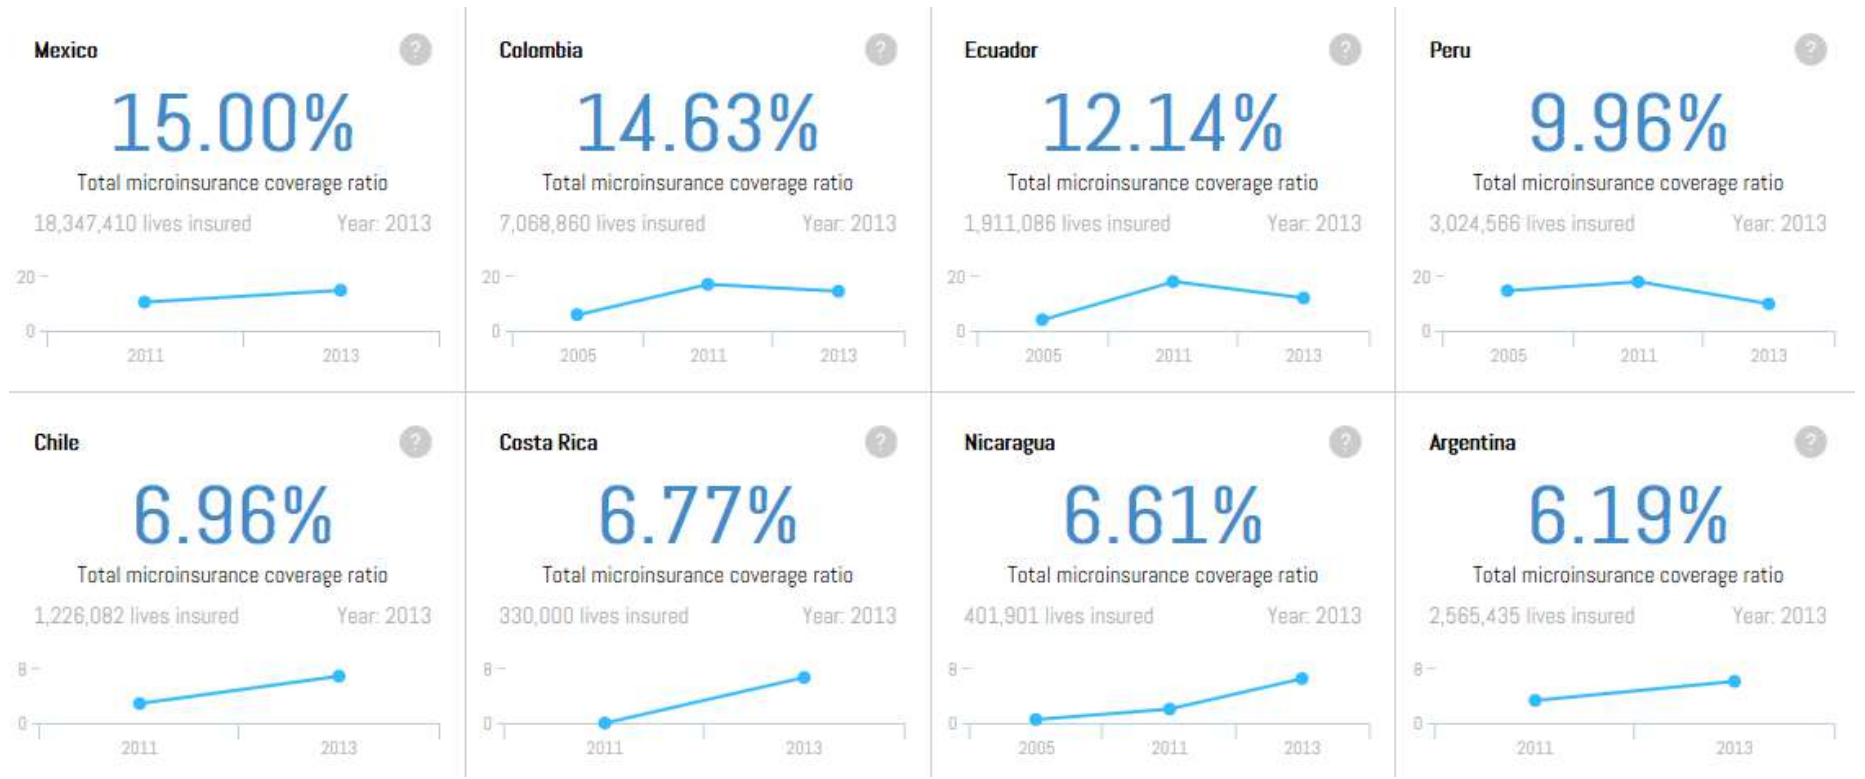 Mexico ?
15.00%
Total microinsurance coverage ratio
18,347,410 lives insured Year: 2013
20
0
2011 2013
Colombia ?
14.63%
Total microinsurance coverage ratio
7,068,860 lives insured Year: 2013
20
0
2005 2011 2013
Ecuador ?
12.14%
Total microinsurance coverage ratio
1,911,086 lives insured Year: 2013
20
0
2005 2011 2013
Peru ?
9.96%
Total microinsurance coverage ratio
3,024,566 lives insured Year: 2013
20
0
2005 2011 2013
Chile ?
6.96%
Total microinsurance coverage ratio
1,226,082 lives insured Year: 2013
8
0
2011 2013
Costa Rica ?
6.77%
Total microinsurance coverage ratio
330,000 lives insured Year: 2013
8
0
2011 2013
Nicaragua ?
6.61%
Total microinsurance coverage ratio
401,901 lives insured Year: 2013
8
0
2005 2011 2013
Argentina ?
6.19%
Total microinsurance coverage ratio
2,565,435 lives insured Year: 2013
8
0
2011 2013